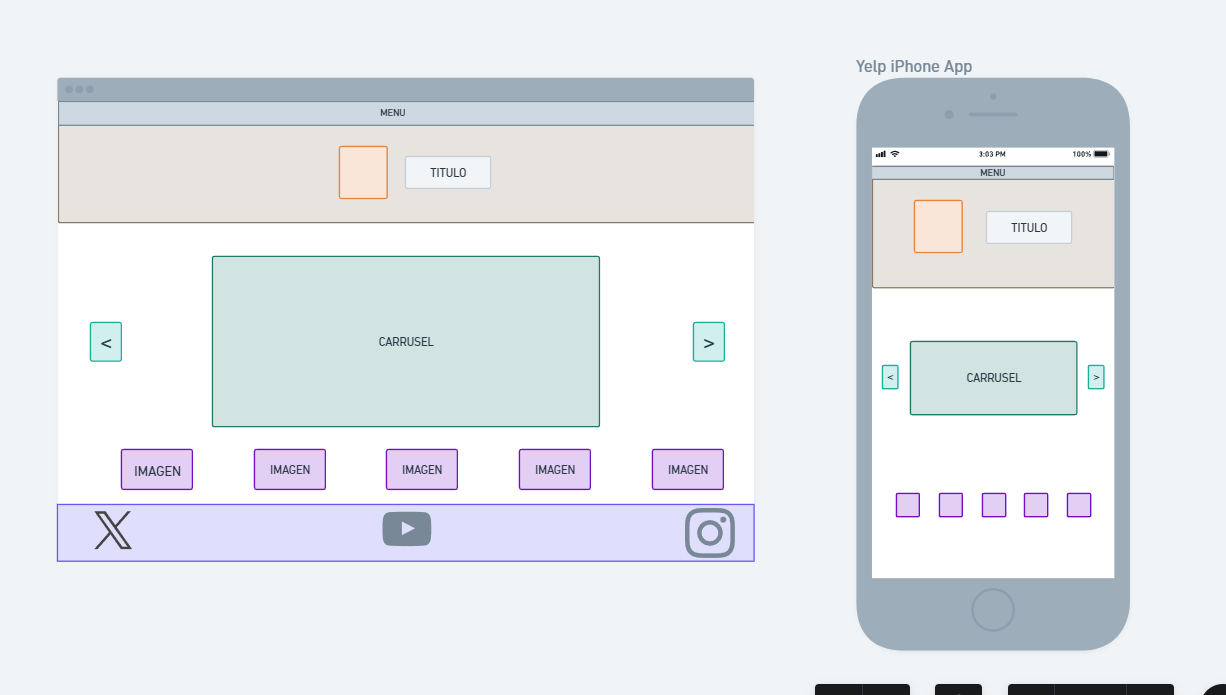 Yelp iPhone App
MENU
TITULO
<
CARRUSEL
>
IMAGEN
IMAGEN
IMAGEN
IMAGEN
IMAGEN
3:03 PM
100%
MENU
TITULO
<
CARRUSEL
>